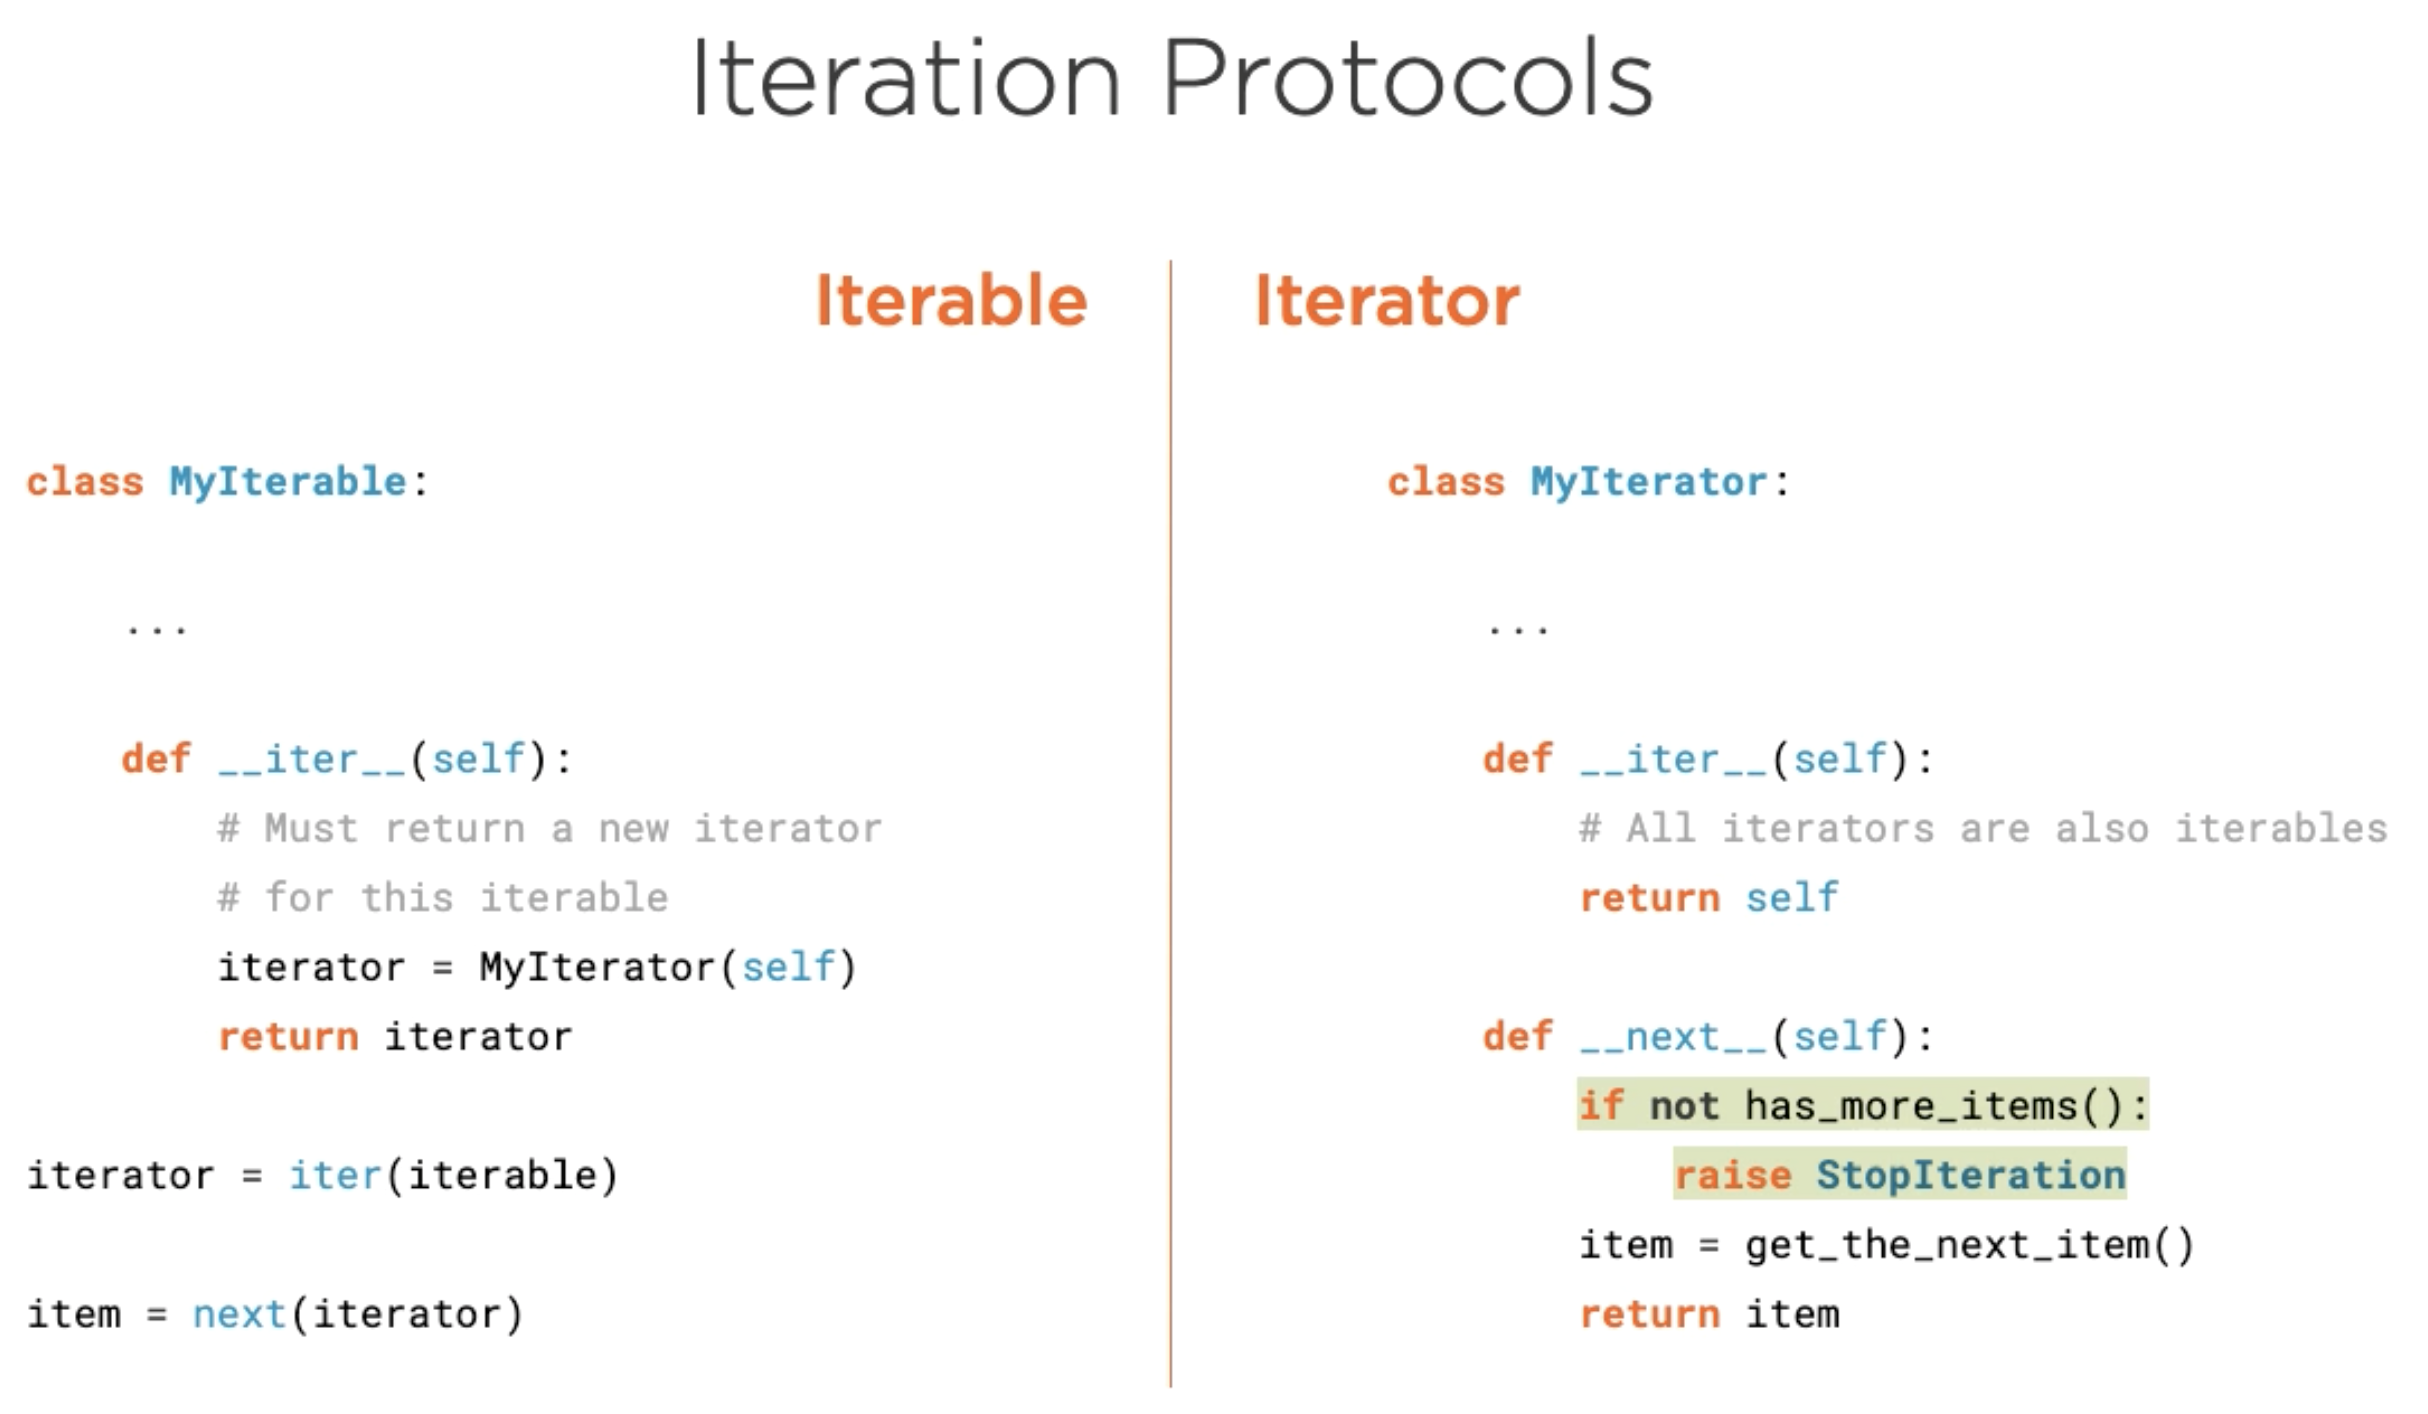 Iteration Protocols
Iterable
class MyIterable:
...
def __iter__(self):
# Must return a new iterator
# for this iterable
iterator = MyIterator(self)
return iterator
iterator = iter(iterable)
item = next(iterator)
Iterator
class MyIterator:
...
def __iter__(self):
# All iterators are also iterables
return self
def __next__(self):
if not has_more_items():
raise StopIteration
item = get_the_next_item()
return item